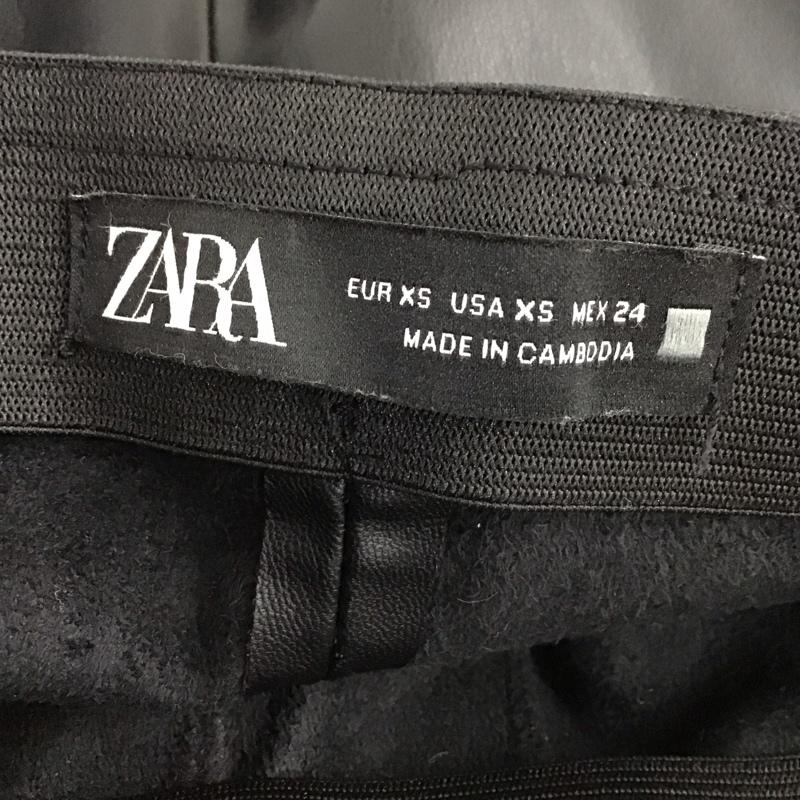 ZARA
EUR XS USA XS MEX 24
MADE IN CAMBODIA